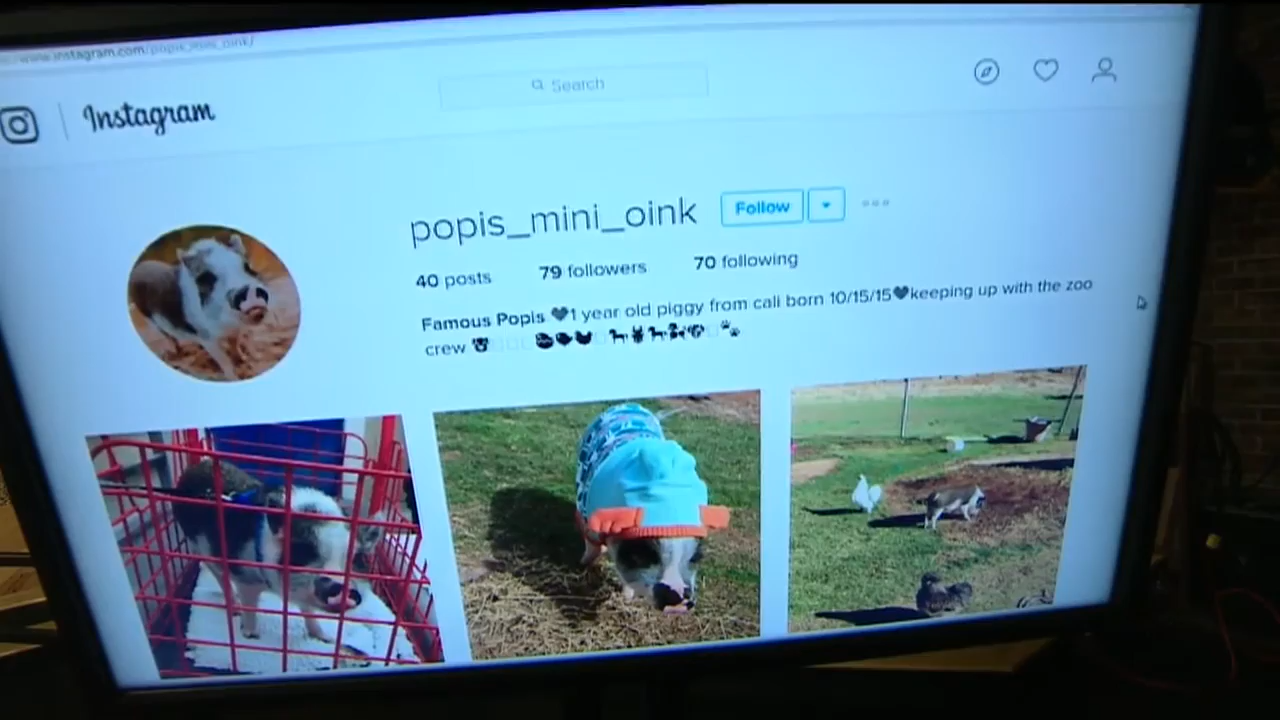 www.instagram.com/popis_mini_oink/
Instagram
Search
popis_mini_oink Follow
40 posts 79 followers 70 following
Famous Popis 🖤1 year old piggy from cali born 10/15/15🖤keeping up with the zoo
crew